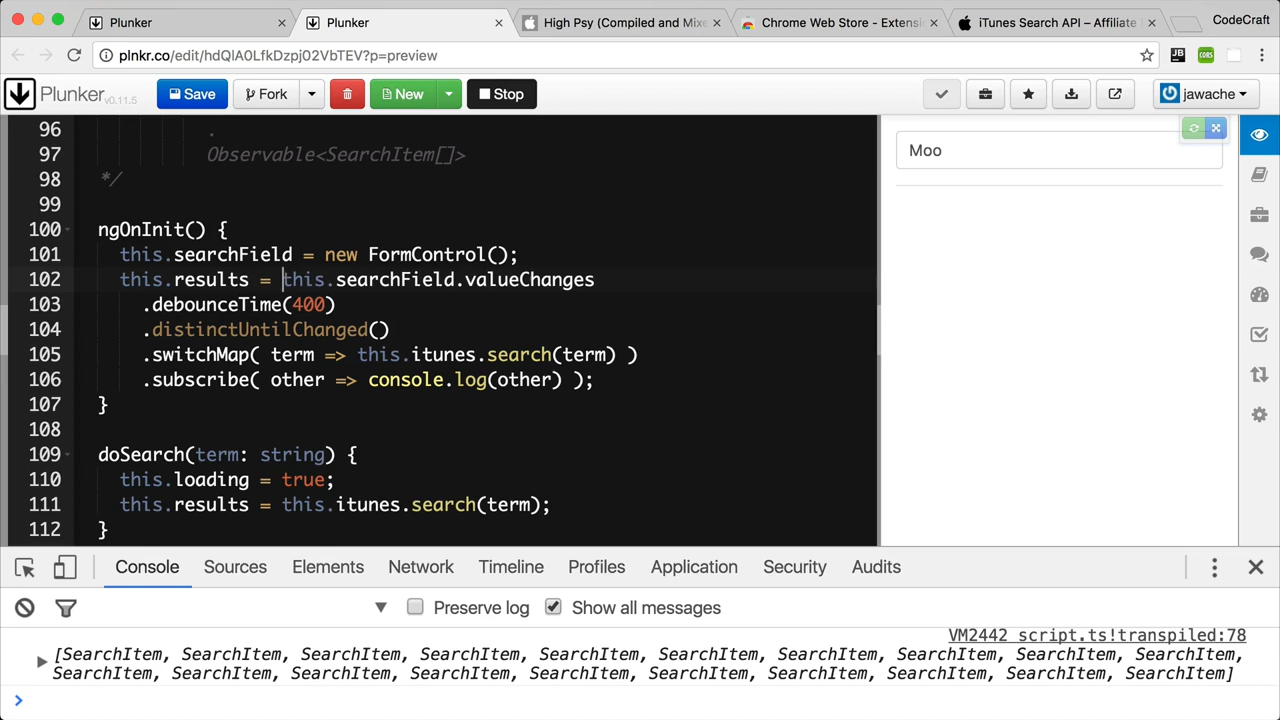 Plunker
Plunker
High Psy (Compiled and Mixe
Chrome Web Store - Extensi
iTunes Search API – Affiliate
CodeCraft
plnkr.co/edit/hdQlA0LfkDzpj02VbTEV?p=preview
JB
CORS
Plunker v0.11.5
Save
Fork
New
Stop
jawache
96 .
97 Observable<SearchItem[]>
98 */
99
100 ngOnInit() {
101 this.searchField = new FormControl();
102 this.results = this.searchField.valueChanges
103 .debounceTime(400)
104 .distinctUntilChanged()
105 .switchMap( term => this.itunes.search(term) )
106 .subscribe( other => console.log(other) );
107 }
108
109 doSearch(term: string) {
110 this.loading = true;
111 this.results = this.itunes.search(term);
112 }
Moo
Console Sources Elements Network Timeline Profiles Application Security Audits
Preserve log Show all messages
VM2442 script.ts!transpiled:78
[SearchItem, SearchItem, SearchItem, SearchItem, SearchItem, SearchItem, SearchItem, SearchItem, SearchItem, SearchItem,
SearchItem, SearchItem, SearchItem, SearchItem, SearchItem, SearchItem, SearchItem, SearchItem, SearchItem, SearchItem]